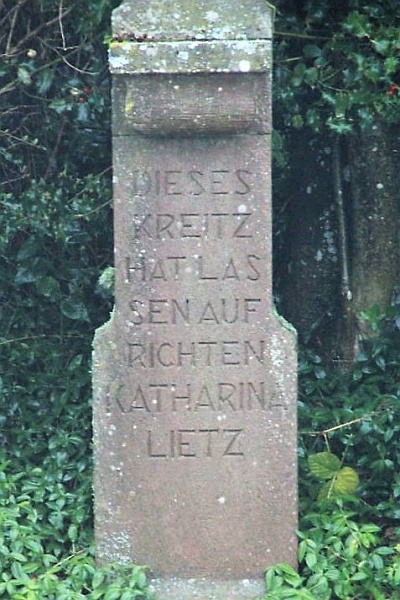 DIESES
KREITZ
HAT LAS
SEN AUF
RICHTEN
KATHARINA
LIETZ